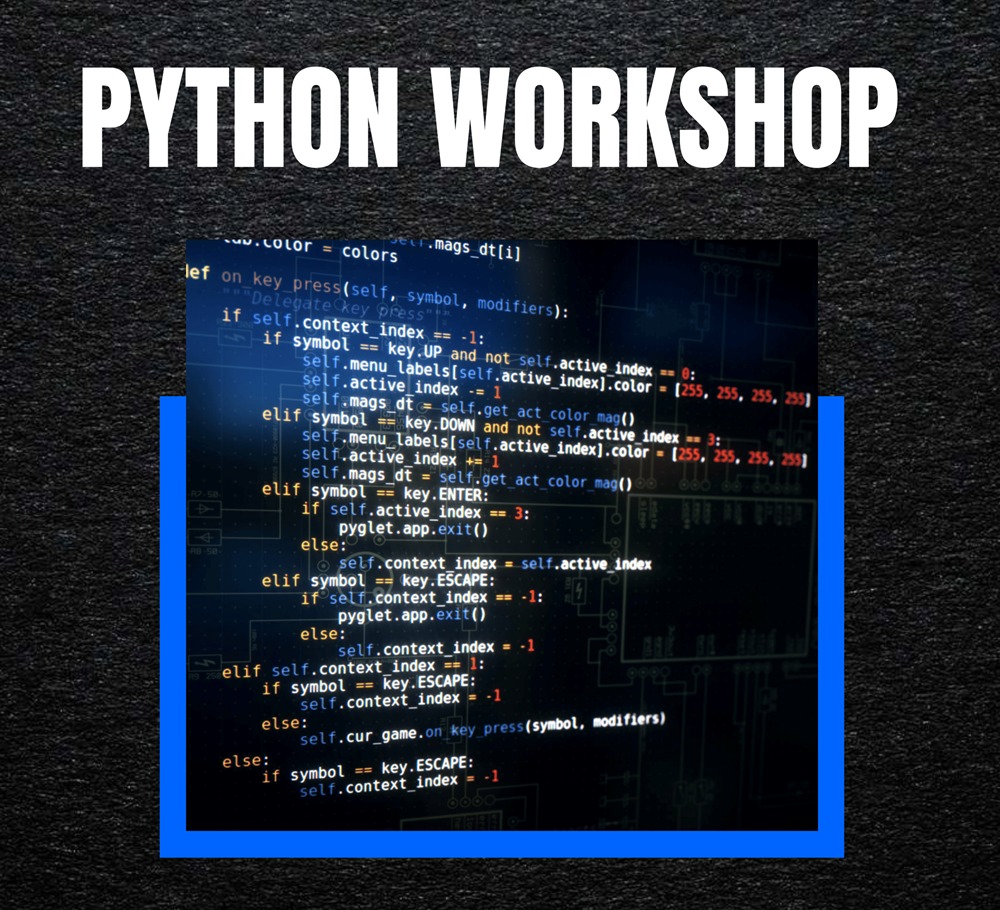 PYTHON WORKSHOP
.color = colors
self.mags_dt[i]
def on_key_press(self, symbol, modifiers):
"""Delegate key press"""
if self.context_index == -1:
if symbol == key.UP and not self.active_index == 0:
self.menu_labels[self.active_index].color = [255, 255, 255, 255]
self.active_index -= 1
self.mags_dt = self.get_act_color_mag()
elif symbol == key.DOWN and not self.active_index == 3:
self.menu_labels[self.active_index].color = [255, 255, 255, 255]
self.active_index += 1
self.mags_dt = self.get_act_color_mag()
elif symbol == key.ENTER:
if self.active_index == 3:
pyglet.app.exit()
else:
self.context_index = self.active_index
elif symbol == key.ESCAPE:
if self.context_index == -1:
pyglet.app.exit()
else:
self.context_index = -1
elif self.context_index == 1:
if symbol == key.ESCAPE:
self.context_index = -1
else:
self.cur_game.on_key_press(symbol, modifiers)
else:
if symbol == key.ESCAPE:
self.context_index = -1